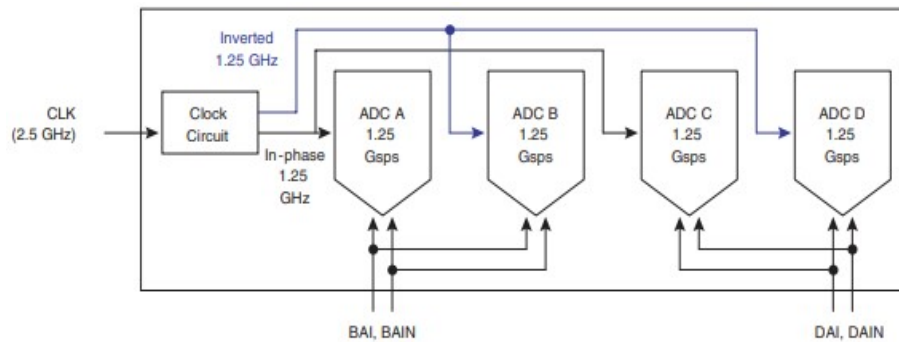 Inverted
1.25 GHz
CLK
(2.5 GHz)
Clock
Circuit
In-phase
1.25
GHz
ADC A
1.25
Gsps
ADC B
1.25
Gsps
ADC C
1.25
Gsps
ADC D
1.25
Gsps
BAI, BAIN
DAI, DAIN